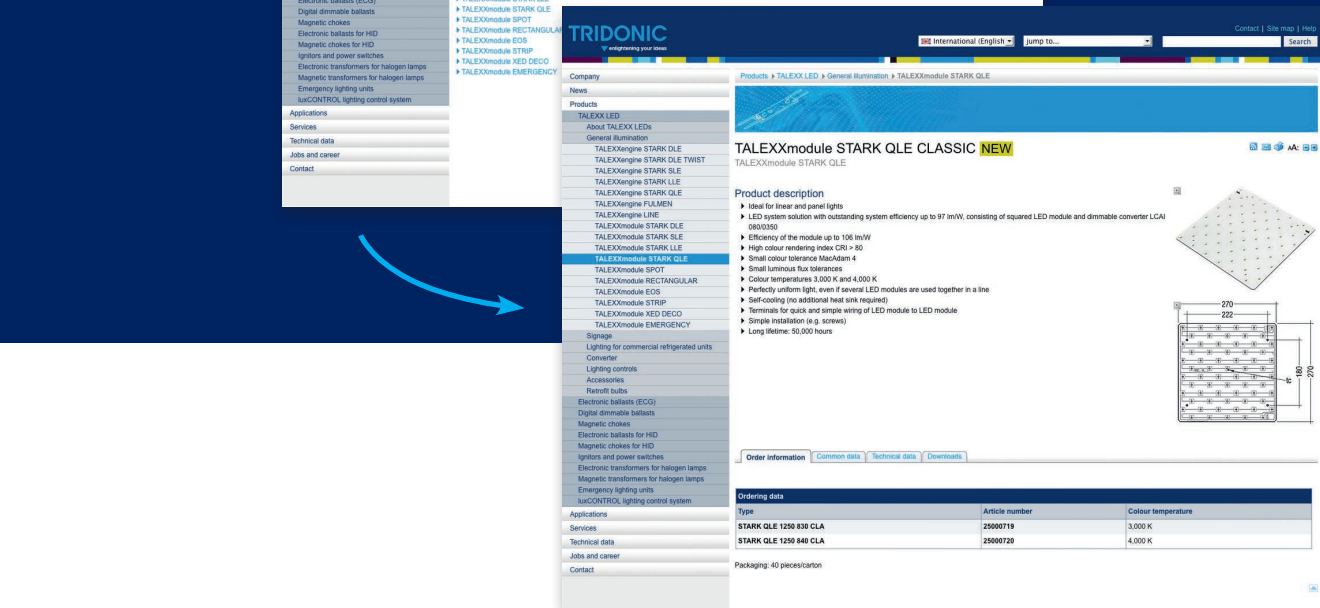 Electronic ballasts (ECG)
Digital dimmable ballasts
Magnetic chokes
Electronic ballasts for HID
Magnetic chokes for HID
Ignitors and power switches
Electronic transformers for halogen lamps
Magnetic transformers for halogen lamps
Emergency lighting units
luxCONTROL lighting control system
Applications
Services
Technical data
Jobs and career
Contact
TALEXXmodule STARK QLE
TALEXXmodule SPOT
TALEXXmodule RECTANGULAR
TALEXXmodule EOS
TALEXXmodule STRIP
TALEXXmodule XED DECO
TALEXXmodule EMERGENCY
TRIDONIC
enlightening your ideas
Contact | Site map | Help
International (English
jump to...
Search
Company
News
Products
TALEXX LED
About TALEXX LEDs
General illumination
TALEXXengine STARK DLE
TALEXXengine STARK DLE TWIST
TALEXXengine STARK SLE
TALEXXengine STARK LLE
TALEXXengine STARK QLE
TALEXXengine FULMEN
TALEXXengine LINE
TALEXXmodule STARK DLE
TALEXXmodule STARK SLE
TALEXXmodule STARK LLE
TALEXXmodule STARK QLE
TALEXXmodule SPOT
TALEXXmodule RECTANGULAR
TALEXXmodule EOS
TALEXXmodule STRIP
TALEXXmodule XED DECO
TALEXXmodule EMERGENCY
Signage
Lighting for commercial refrigerated units
Converter
Lighting controls
Accessories
Retrofit bulbs
Electronic ballasts (ECG)
Digital dimmable ballasts
Magnetic chokes
Electronic ballasts for HID
Magnetic chokes for HID
Ignitors and power switches
Electronic transformers for halogen lamps
Magnetic transformers for halogen lamps
Emergency lighting units
luxCONTROL lighting control system
Applications
Services
Technical data
Jobs and career
Contact
Products TALEXX LED General illumination TALEXXmodule STARK QLE
TALEXXmodule STARK QLE CLASSIC NEW
AA:
TALEXXmodule STARK QLE
Product description
Ideal for linear and panel lights
LED system solution with outstanding system efficiency up to 97 lm/W, consisting of squared LED module and dimmable converter LCAI
080/0350
Efficiency of the module up to 106 lm/W
High colour rendering index CRI > 80
Small colour tolerance MacAdam 4
Small luminous flux tolerances
Colour temperatures 3,000 K and 4,000 K
Perfectly uniform light, even if several LED modules are used together in a line
Self-cooling (no additional heat sink required)
Terminals for quick and simple wiring of LED module to LED module
Simple installation (e.g. screws)
Long lifetime: 50,000 hours
270
222
180
270
Order information
Common data
Technical data
Downloads
Ordering data
Type Article number Colour temperature
STARK QLE 1250 830 CLA 25000719 3,000 K
STARK QLE 1250 840 CLA 25000720 4,000 K
Packaging: 40 pieces/carton